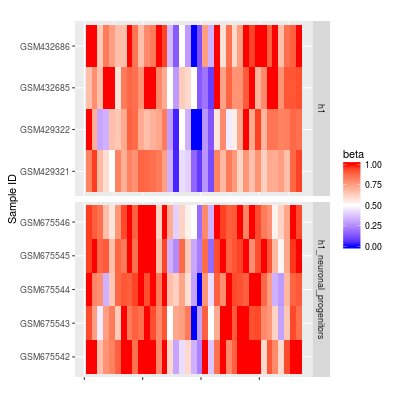 GSM432686
GSM432685
GSM429322
GSM429321
h1
GSM675546
GSM675545
GSM675544
GSM675543
GSM675542
h1_neuronal_progenitors
Sample ID
beta
1.00
0.75
0.50
0.25
0.00